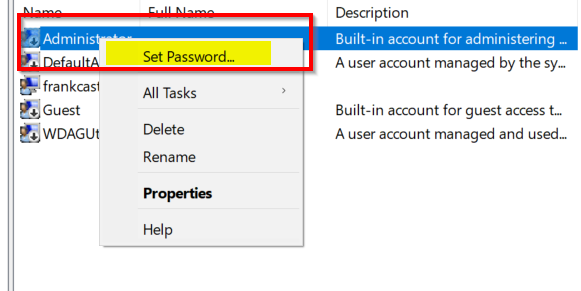 Name Full Name Description
Administrator Built-in account for administering ...
DefaultA A user account managed by the sy...
frankcast
Guest Built-in account for guest access t...
WDAGUt A user account managed and used...
Set Password...
All Tasks >
Delete
Rename
Properties
Help